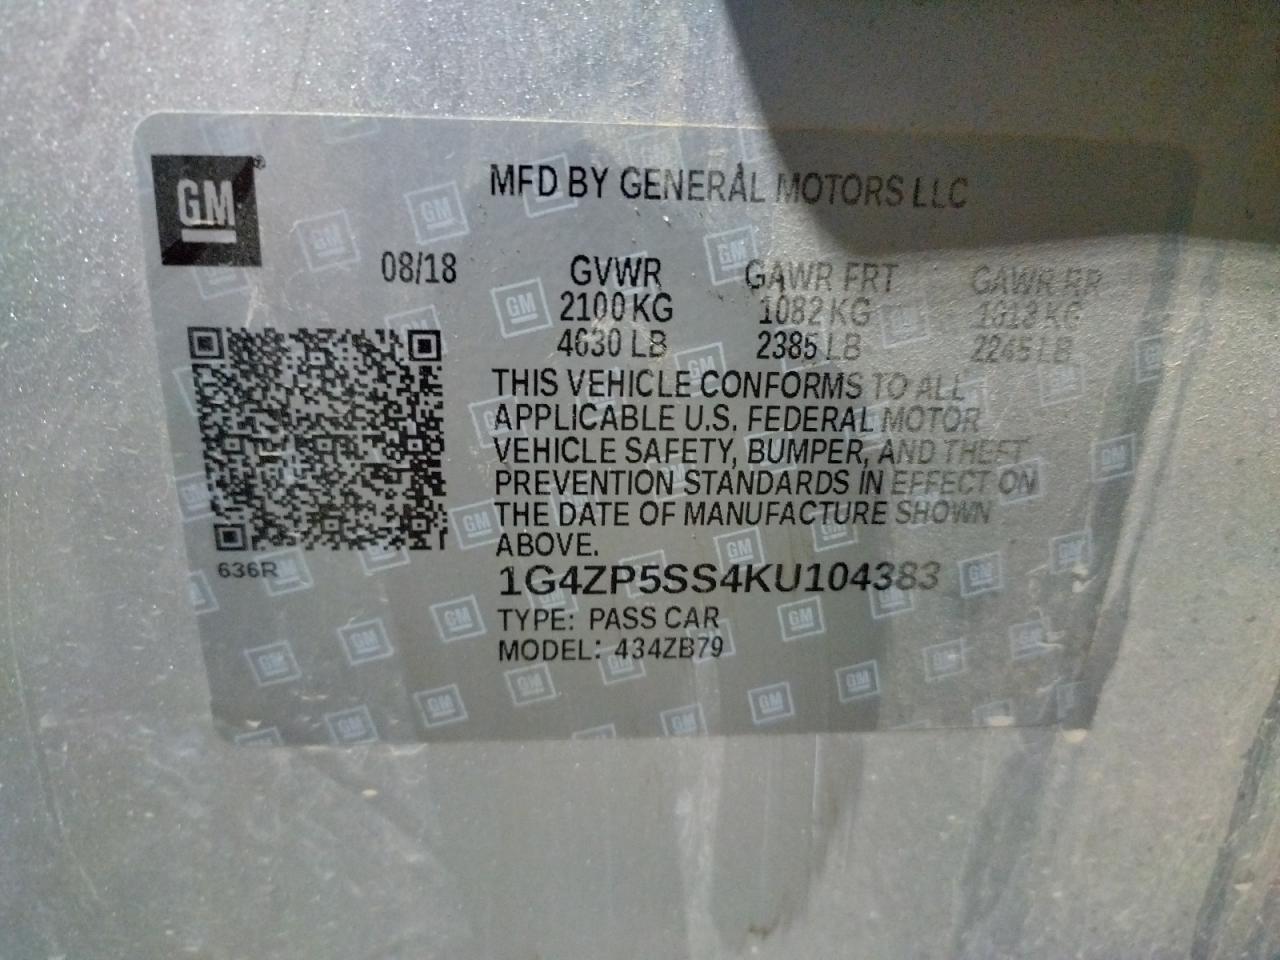 GM
MFD BY GENERAL MOTORS LLC
08/18
GVWR GAWR FRT GAWR RR
2100 KG 1082 KG 1018 KG
4630 LB 2385 LB 2245 LB
THIS VEHICLE CONFORMS TO ALL
APPLICABLE U.S. FEDERAL MOTOR
VEHICLE SAFETY, BUMPER, AND THEFT
PREVENTION STANDARDS IN EFFECT ON
THE DATE OF MANUFACTURE SHOWN
ABOVE.
636R
1G4ZP5SS4KU104383
TYPE: PASS CAR
MODEL: 434ZB79